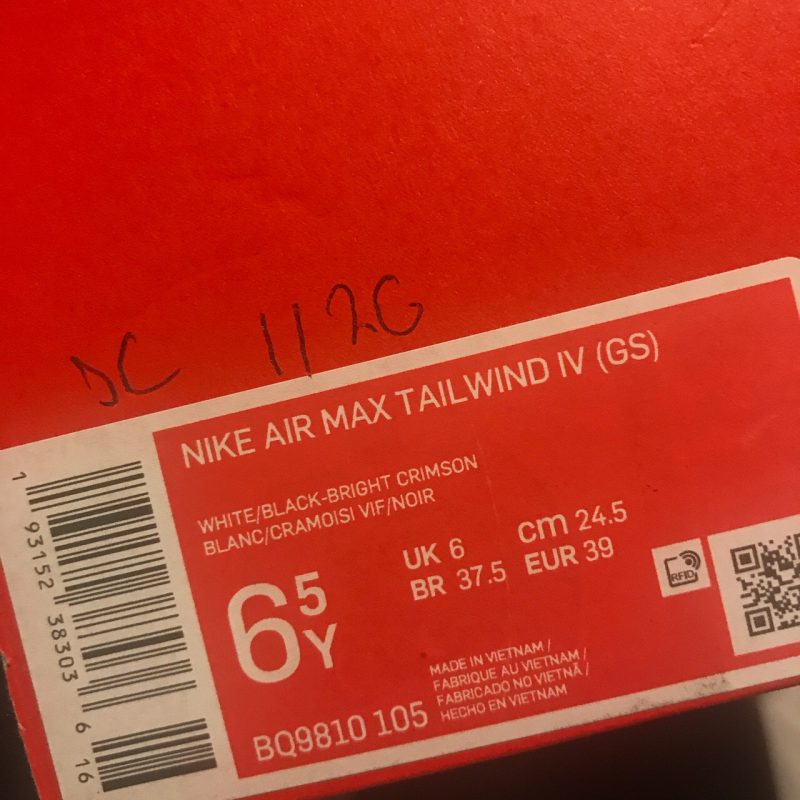 DC 1120
NIKE AIR MAX TAILWIND IV (GS)
WHITE/BLACK-BRIGHT CRIMSON
BLANC/CRAMOISI VIF/NOIR
6 5 Y
UK 6
cm 24.5
BR 37.5
EUR 39
RFID
BQ9810 105
MADE IN VIETNAM /
FABRIQUE AU VIETNAM /
FABRICADO NO VIETNÃ /
HECHO EN VIETNAM
1 93152 38303 6 16